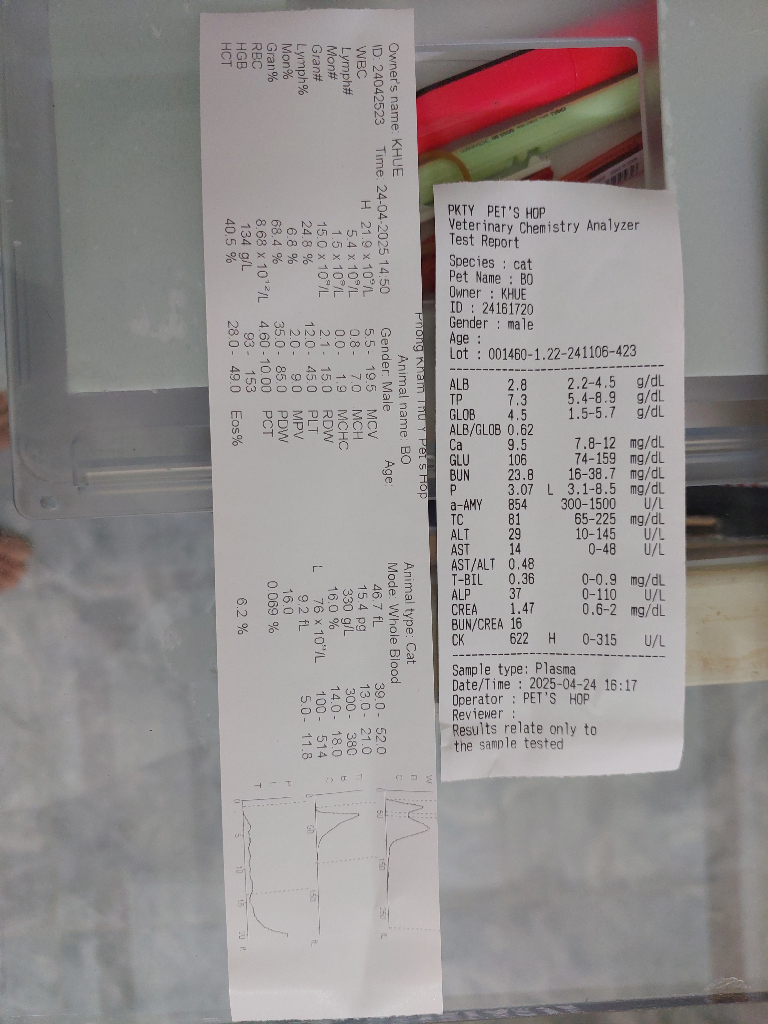 Phòng Khám Thú Y Pet's Hop
Owner's name: KHUE Animal name: BO Animal type: Cat
ID: 24042523 Time: 24-04-2025 14:50 Gender: Male Age: Mode: Whole Blood
WBC H 21.9 x 10⁹/L 5.5 - 19.5 MCV 46.7 fL 39.0 - 52.0
Lymph# 5.4 x 10⁹/L 0.8 - 7.0 MCH 15.4 pg 13.0 - 21.0
Mon# 1.5 x 10⁹/L 0.0 - 1.9 MCHC 330 g/L 300 - 380
Gran# 15.0 x 10⁹/L 2.1 - 15.0 RDW 16.0 % 14.0 - 18.0
Lymph% 24.8 % 12.0 - 45.0 PLT L 76 x 10⁹/L 100 - 514
Mon% 6.8 % 2.0 - 9.0 MPV 9.2 fL 5.0 - 11.8
Gran% 68.4 % 35.0 - 85.0 PDW 16.0
RBC 8.68 x 10¹²/L 4.60 - 10.00 PCT 0.069 %
HGB 134 g/L 93 - 153
HCT 40.5 % 28.0 - 49.0 Eos% 6.2 %
PKTY PET'S HOP
Veterinary Chemistry Analyzer
Test Report
Species : cat
Pet Name : BO
Owner : KHUE
ID : 24161720
Gender : male
Age :
Lot : 001460-1.22-241106-423
ALB 2.8 2.2-4.5 g/dL
TP 7.3 5.4-8.9 g/dL
GLOB 4.5 1.5-5.7 g/dL
ALB/GLOB 0.62
Ca 9.5 7.8-12 mg/dL
GLU 106 74-159 mg/dL
BUN 23.8 16-38.7 mg/dL
P 3.07 L 3.1-8.5 mg/dL
a-AMY 854 300-1500 U/L
TC 81 65-225 mg/dL
ALT 29 10-145 U/L
AST 14 0-48 U/L
AST/ALT 0.48
T-BIL 0.36 0-0.9 mg/dL
ALP 37 0-110 U/L
CREA 1.47 0.6-2 mg/dL
BUN/CREA 16
CK 622 H 0-315 U/L
Sample type: Plasma
Date/Time : 2025-04-24 16:17
Operator : PET'S HOP
Reviewer :
Results relate only to
the sample tested